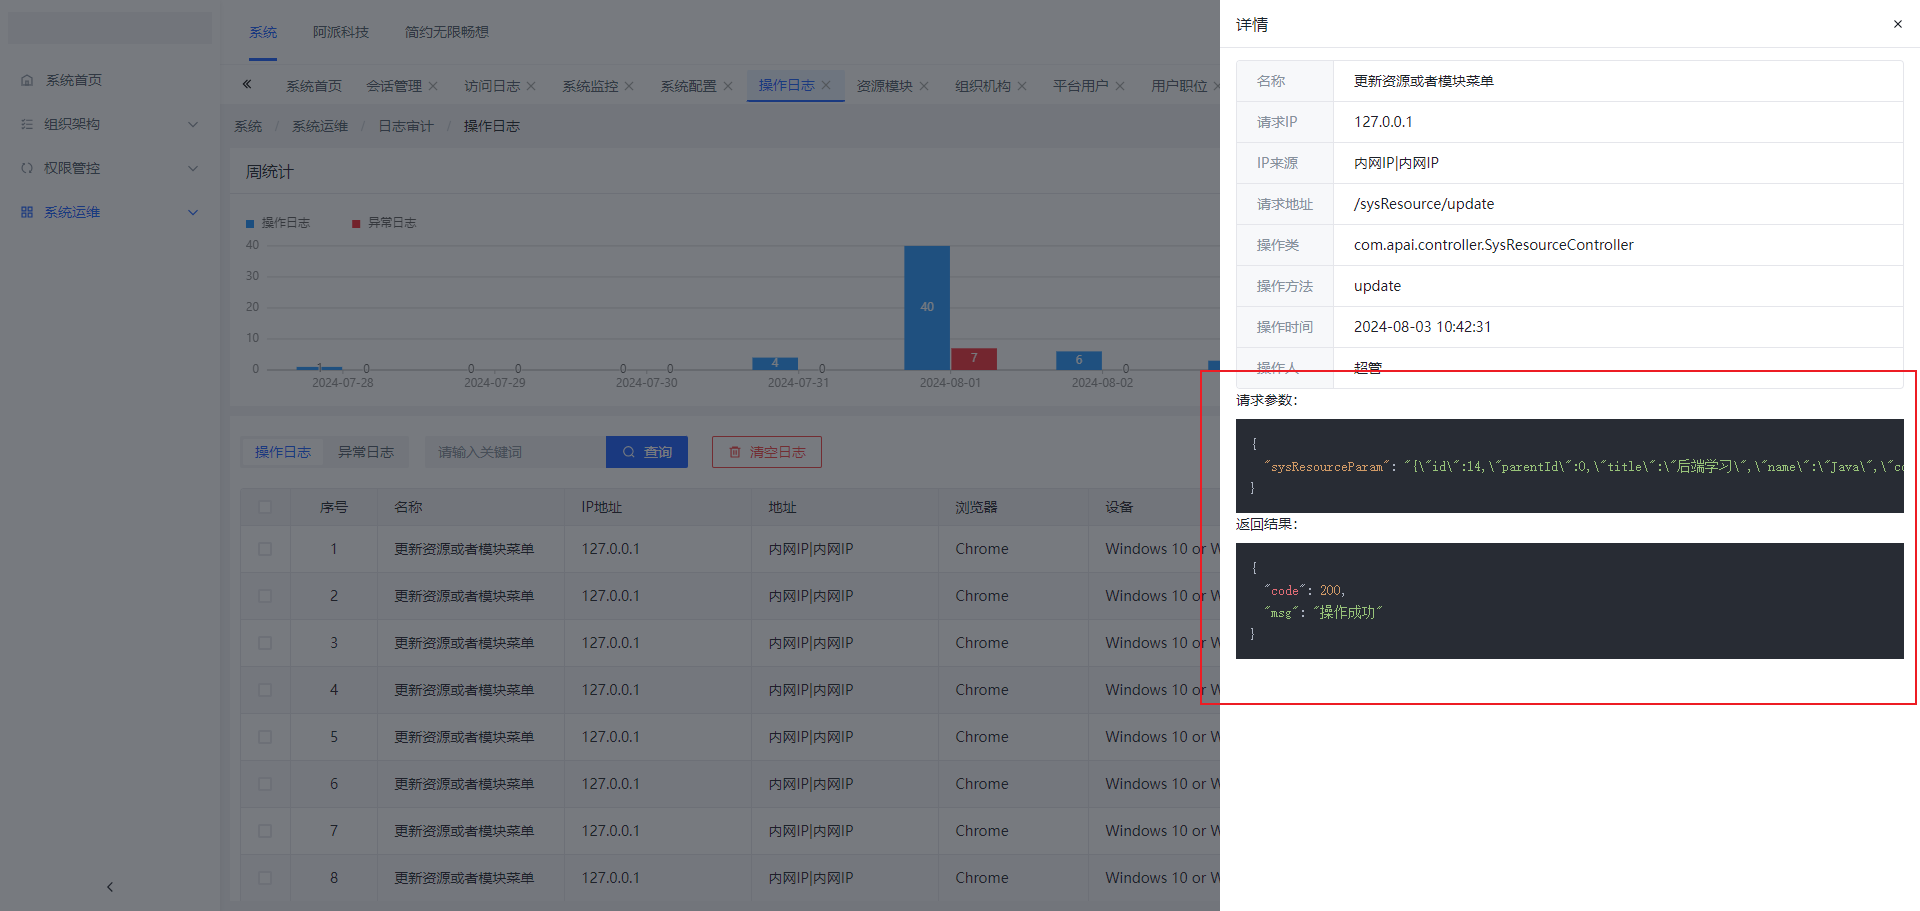 系统 阿派科技 简约无限畅想
系统首页
组织架构
权限管控
系统运维
系统首页 会话管理 访问日志 系统监控 系统配置 操作日志 资源模块 组织机构 平台用户 用户职位
系统 / 系统运维 / 日志审计 / 操作日志
周统计
操作日志 异常日志
40
30
20
10
0
1 0 0 0 0 0 4 0 40 7 6 0
2024-07-28 2024-07-29 2024-07-30 2024-07-31 2024-08-01 2024-08-02
操作日志 异常日志 请输入关键词 查询 清空日志
序号 名称 IP地址 地址 浏览器 设备
1 更新资源或者模块菜单 127.0.0.1 内网IP|内网IP Chrome Windows 10 or W
2 更新资源或者模块菜单 127.0.0.1 内网IP|内网IP Chrome Windows 10 or W
3 更新资源或者模块菜单 127.0.0.1 内网IP|内网IP Chrome Windows 10 or W
4 更新资源或者模块菜单 127.0.0.1 内网IP|内网IP Chrome Windows 10 or W
5 更新资源或者模块菜单 127.0.0.1 内网IP|内网IP Chrome Windows 10 or W
6 更新资源或者模块菜单 127.0.0.1 内网IP|内网IP Chrome Windows 10 or W
7 更新资源或者模块菜单 127.0.0.1 内网IP|内网IP Chrome Windows 10 or W
8 更新资源或者模块菜单 127.0.0.1 内网IP|内网IP Chrome Windows 10 or W
详情
名称 更新资源或者模块菜单
请求IP 127.0.0.1
IP来源 内网IP|内网IP
请求地址 /sysResource/update
操作类 com.apai.controller.SysResourceController
操作方法 update
操作时间 2024-08-03 10:42:31
操作人 超管
请求参数:
{
"sysResourceParam": "{\"id\":14,\"parentId\":0,\"title\":\"后端学习\",\"name\":\"Java\",\"co
}
返回结果:
{
"code": 200,
"msg": "操作成功"
}